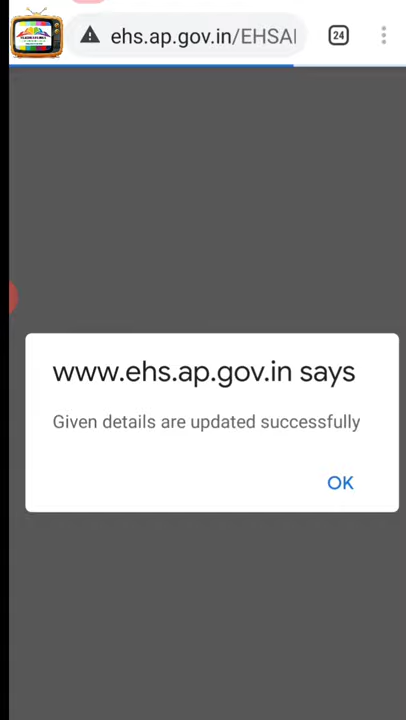 ehs.ap.gov.in/EHSAI
24
www.ehs.ap.gov.in says
Given details are updated successfully
OK